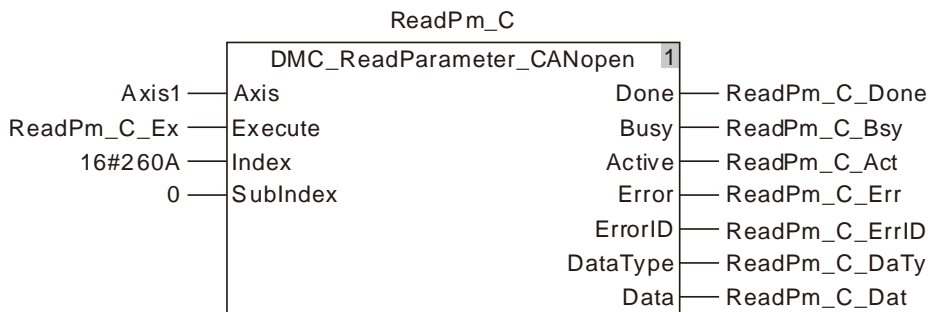 ReadPm_C
DMC_ReadParameter_CANopen 1
Axis1 Axis Done ReadPm_C_Done
ReadPm_C_Ex Execute Busy ReadPm_C_Bsy
16#260A Index Active ReadPm_C_Act
0 SubIndex Error ReadPm_C_Err
ErrorID ReadPm_C_ErrID
DataType ReadPm_C_DaTy
Data ReadPm_C_Dat